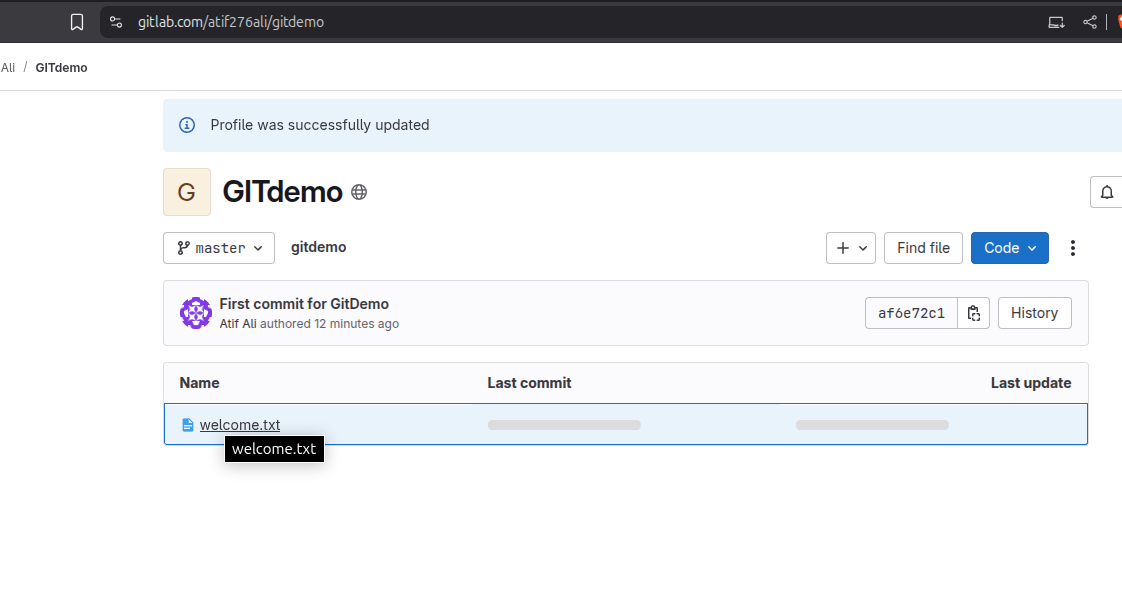 gitlab.com/atif276ali/gitdemo
Ali / GITdemo
Profile was successfully updated
G GITdemo
master gitdemo Find file Code
First commit for GitDemo
Atif Ali authored 12 minutes ago
af6e72c1 History
Name Last commit Last update
welcome.txt
welcome.txt